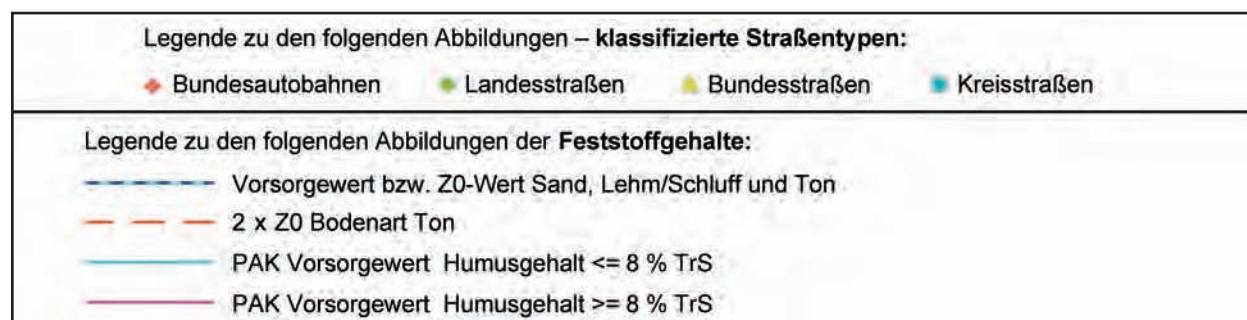 Legende zu den folgenden Abbildungen – klassifizierte Straßentypen:
Bundesautobahnen Landesstraßen Bundesstraßen Kreisstraßen
Legende zu den folgenden Abbildungen der Feststoffgehalte:
Vorsorgewert bzw. Z0-Wert Sand, Lehm/Schluff und Ton
2 x Z0 Bodenart Ton
PAK Vorsorgewert Humusgehalt <= 8 % TrS
PAK Vorsorgewert Humusgehalt >= 8 % TrS